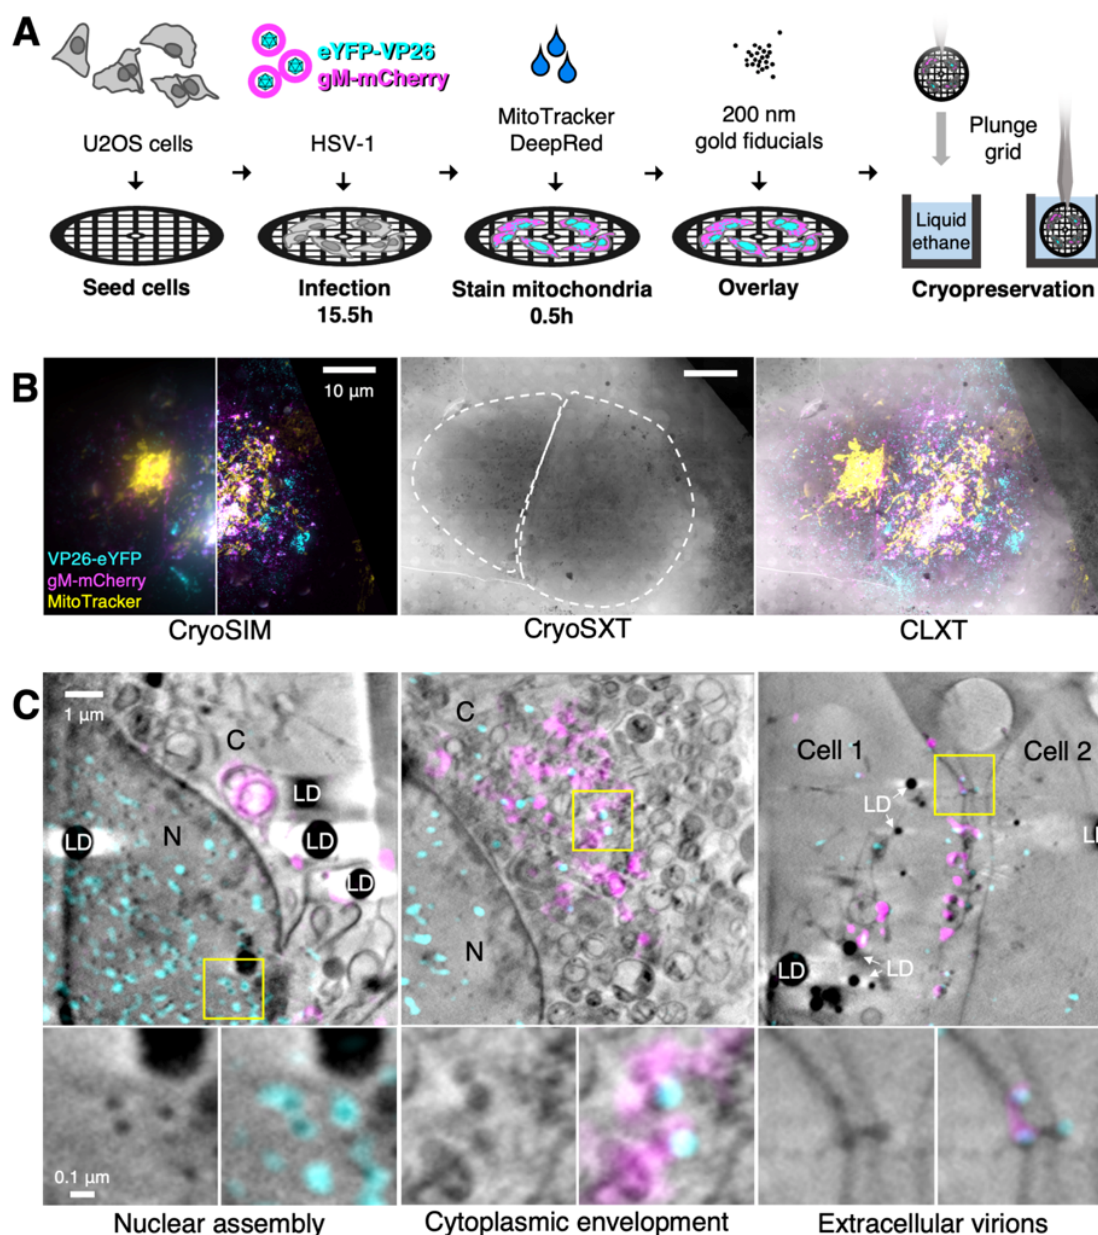 A
eYFP-VP26
gM-mCherry
U2OS cells
HSV-1
MitoTracker
DeepRed
200 nm
gold fiducials
Plunge
grid
Liquid
ethane
Seed cells
Infection
15.5h
Stain mitochondria
0.5h
Overlay
Cryopreservation
B
10 μm
VP26-eYFP
gM-mCherry
MitoTracker
CryoSIM
CryoSXT
CLXT
C
1 μm
C
LD
N
LD
LD
LD
C
N
Cell 1
Cell 2
LD
LD
LD
L
0.1 μm
Nuclear assembly
Cytoplasmic envelopment
Extracellular virions